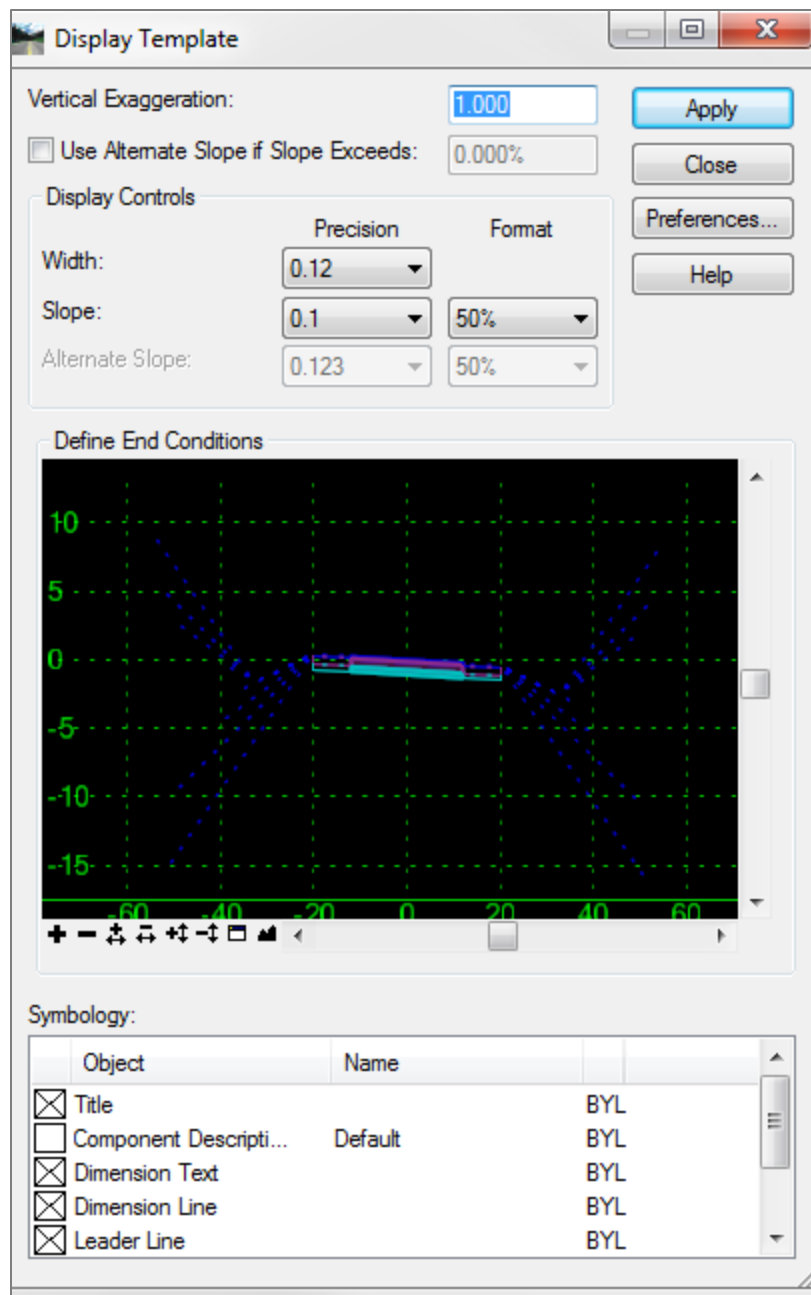 Display Template
Vertical Exaggeration: 1.000 Apply
Use Alternate Slope if Slope Exceeds: 0.000% Close
Display Controls
Precision Format Preferences...
Width: 0.12 Help
Slope: 0.1 50%
Alternate Slope: 0.123 50%
Define End Conditions
10
5
0
-5
-10
-15
-60 -40 -20 0 20 40 60
Symbology:
Object Name
Title BYL
Component Descripti... Default BYL
Dimension Text BYL
Dimension Line BYL
Leader Line BYL